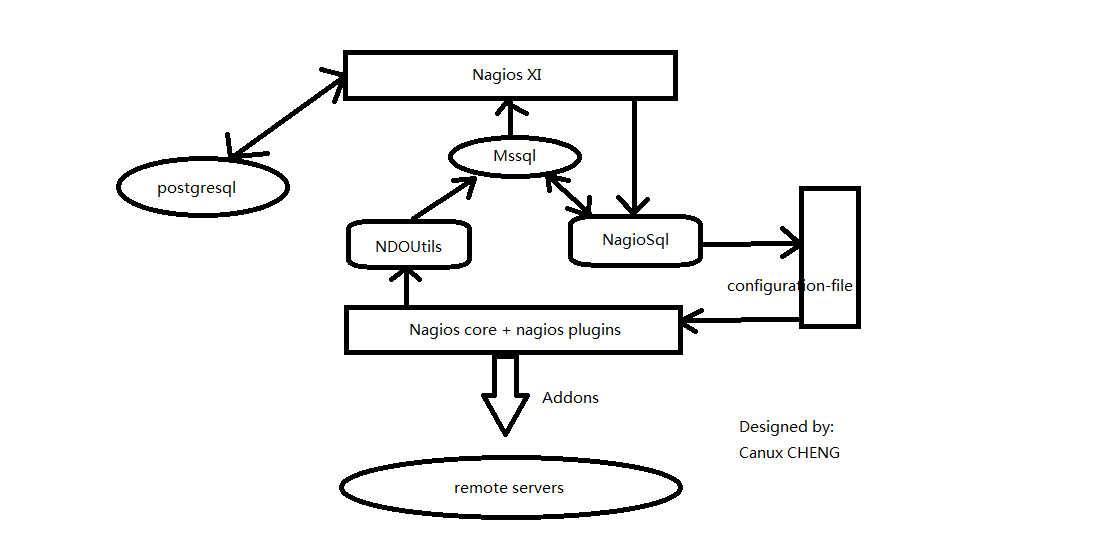 Nagios XI
Mssql
postgresql
NDOUtils
NagioSql
configuration-file
Nagios core + nagios plugins
Addons
Designed by:
Canux CHENG
remote servers